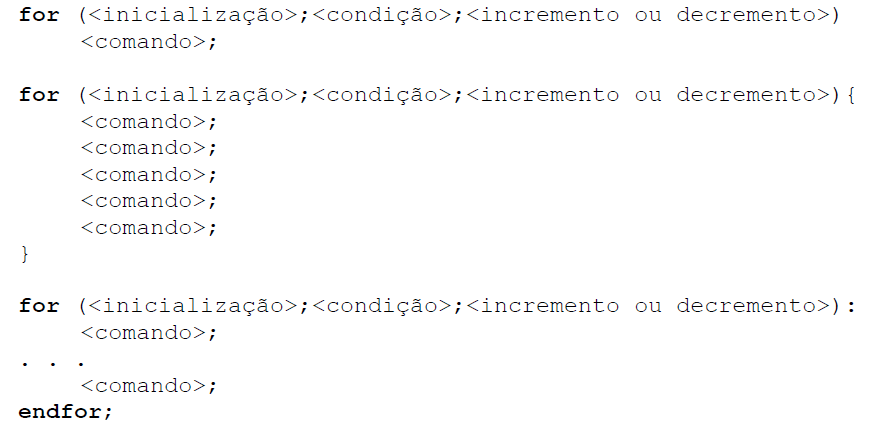 for (<inicialização>;<condição>;<incremento ou decremento>)
<comando>;
for (<inicialização>;<condição>;<incremento ou decremento>){
<comando>;
<comando>;
<comando>;
<comando>;
<comando>;
}
for (<inicialização>;<condição>;<incremento ou decremento>):
<comando>;
. . .
<comando>;
endfor;